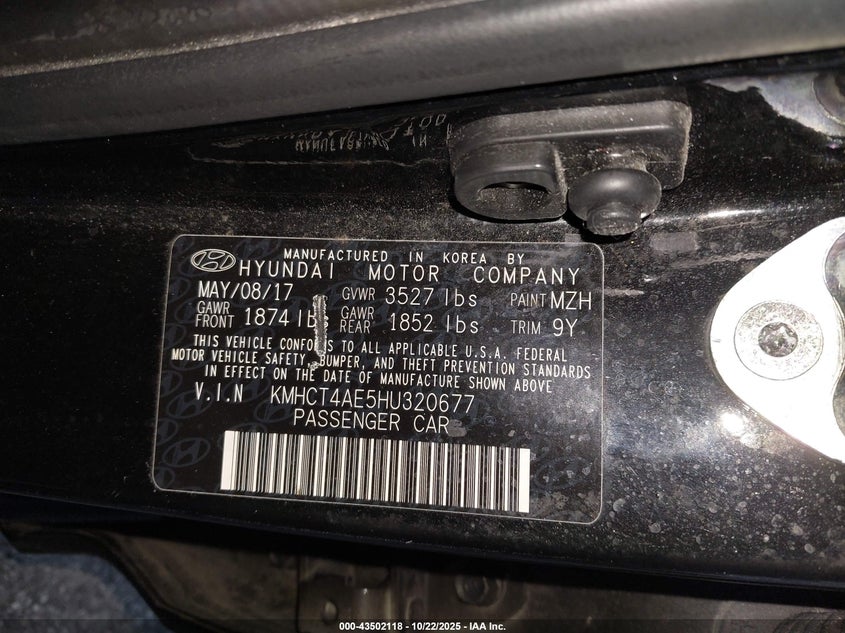 MANUFACTURED IN KOREA BY
HYUNDAI MOTOR COMPANY
MAY/08/17 GVWR 3527 lbs PAINT MZH
GAWR FRONT 1874 lb GAWR REAR 1852 lbs TRIM 9Y
THIS VEHICLE CONFORMS TO ALL APPLICABLE U.S.A. FEDERAL
MOTOR VEHICLE SAFETY, BUMPER, AND THEFT PREVENTION STANDARDS
IN EFFECT ON THE DATE OF MANUFACTURE SHOWN ABOVE
V.I.N KMHCT4AE5HU320677
PASSENGER CAR
000-43502118 - 10/22/2025 - IAA Inc.